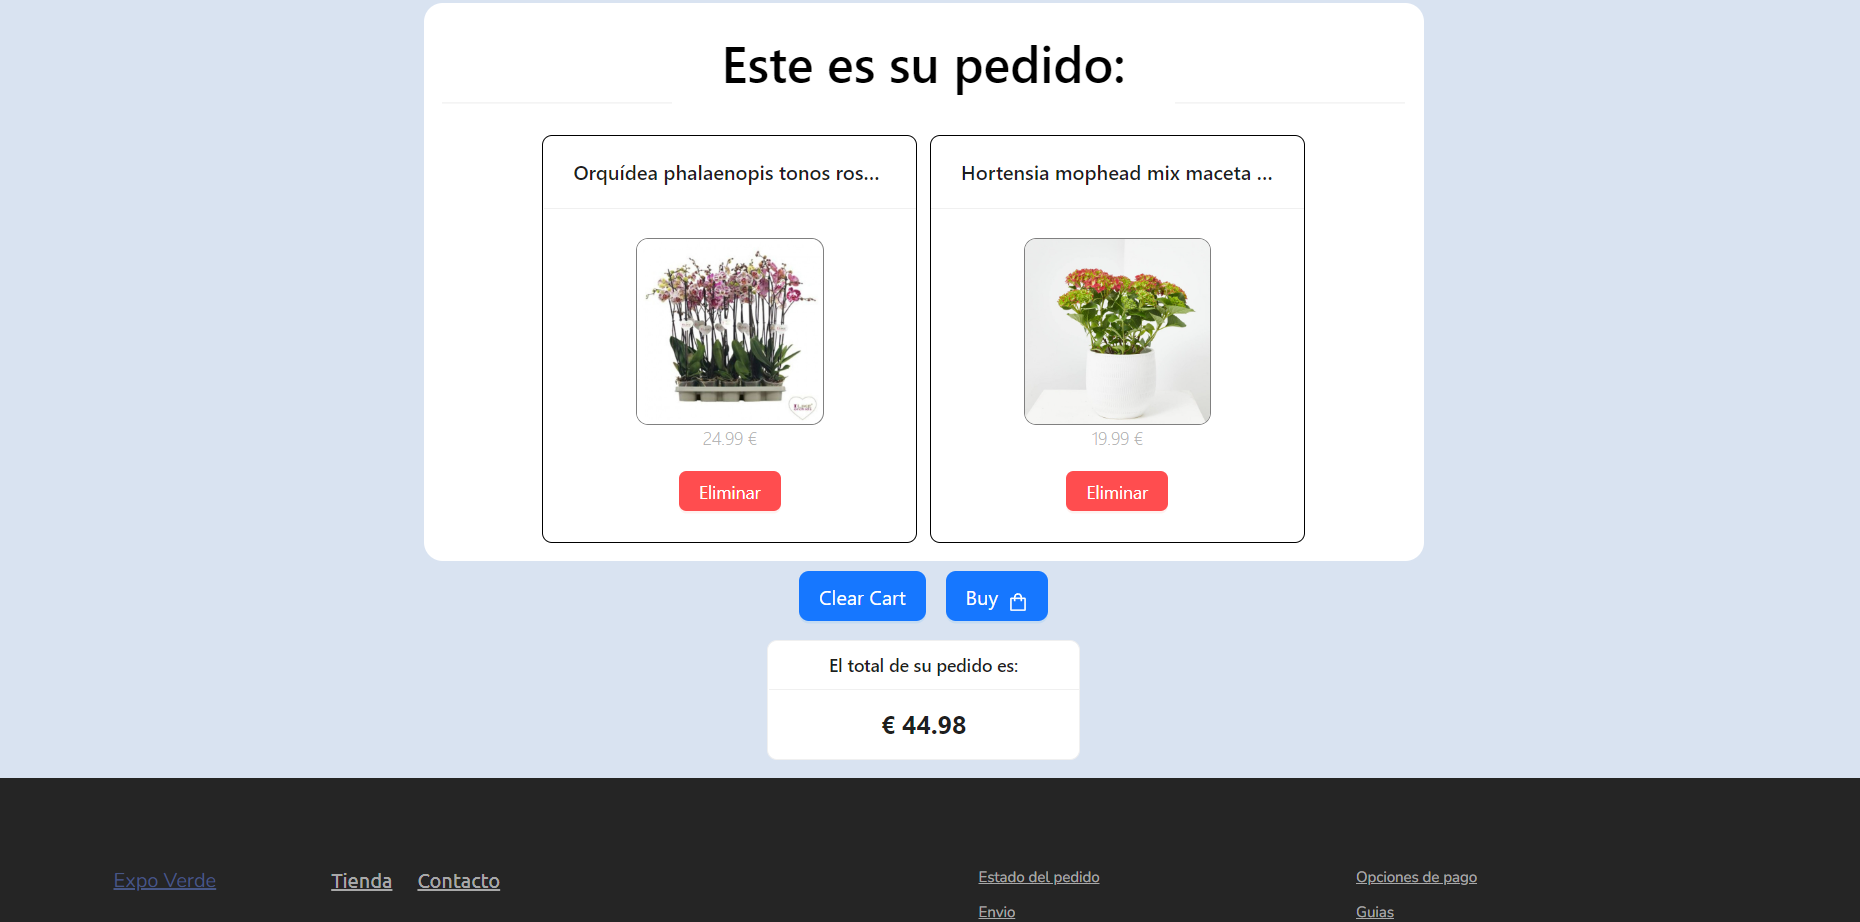 Este es su pedido:
Orquídea phalaenopis tonos ros...
24.99 €
Eliminar
Hortensia mophead mix maceta ...
19.99 €
Eliminar
Clear Cart
Buy
El total de su pedido es:
€ 44.98
Expo Verde
Tienda
Contacto
Estado del pedido
Envio
Opciones de pago
Guias